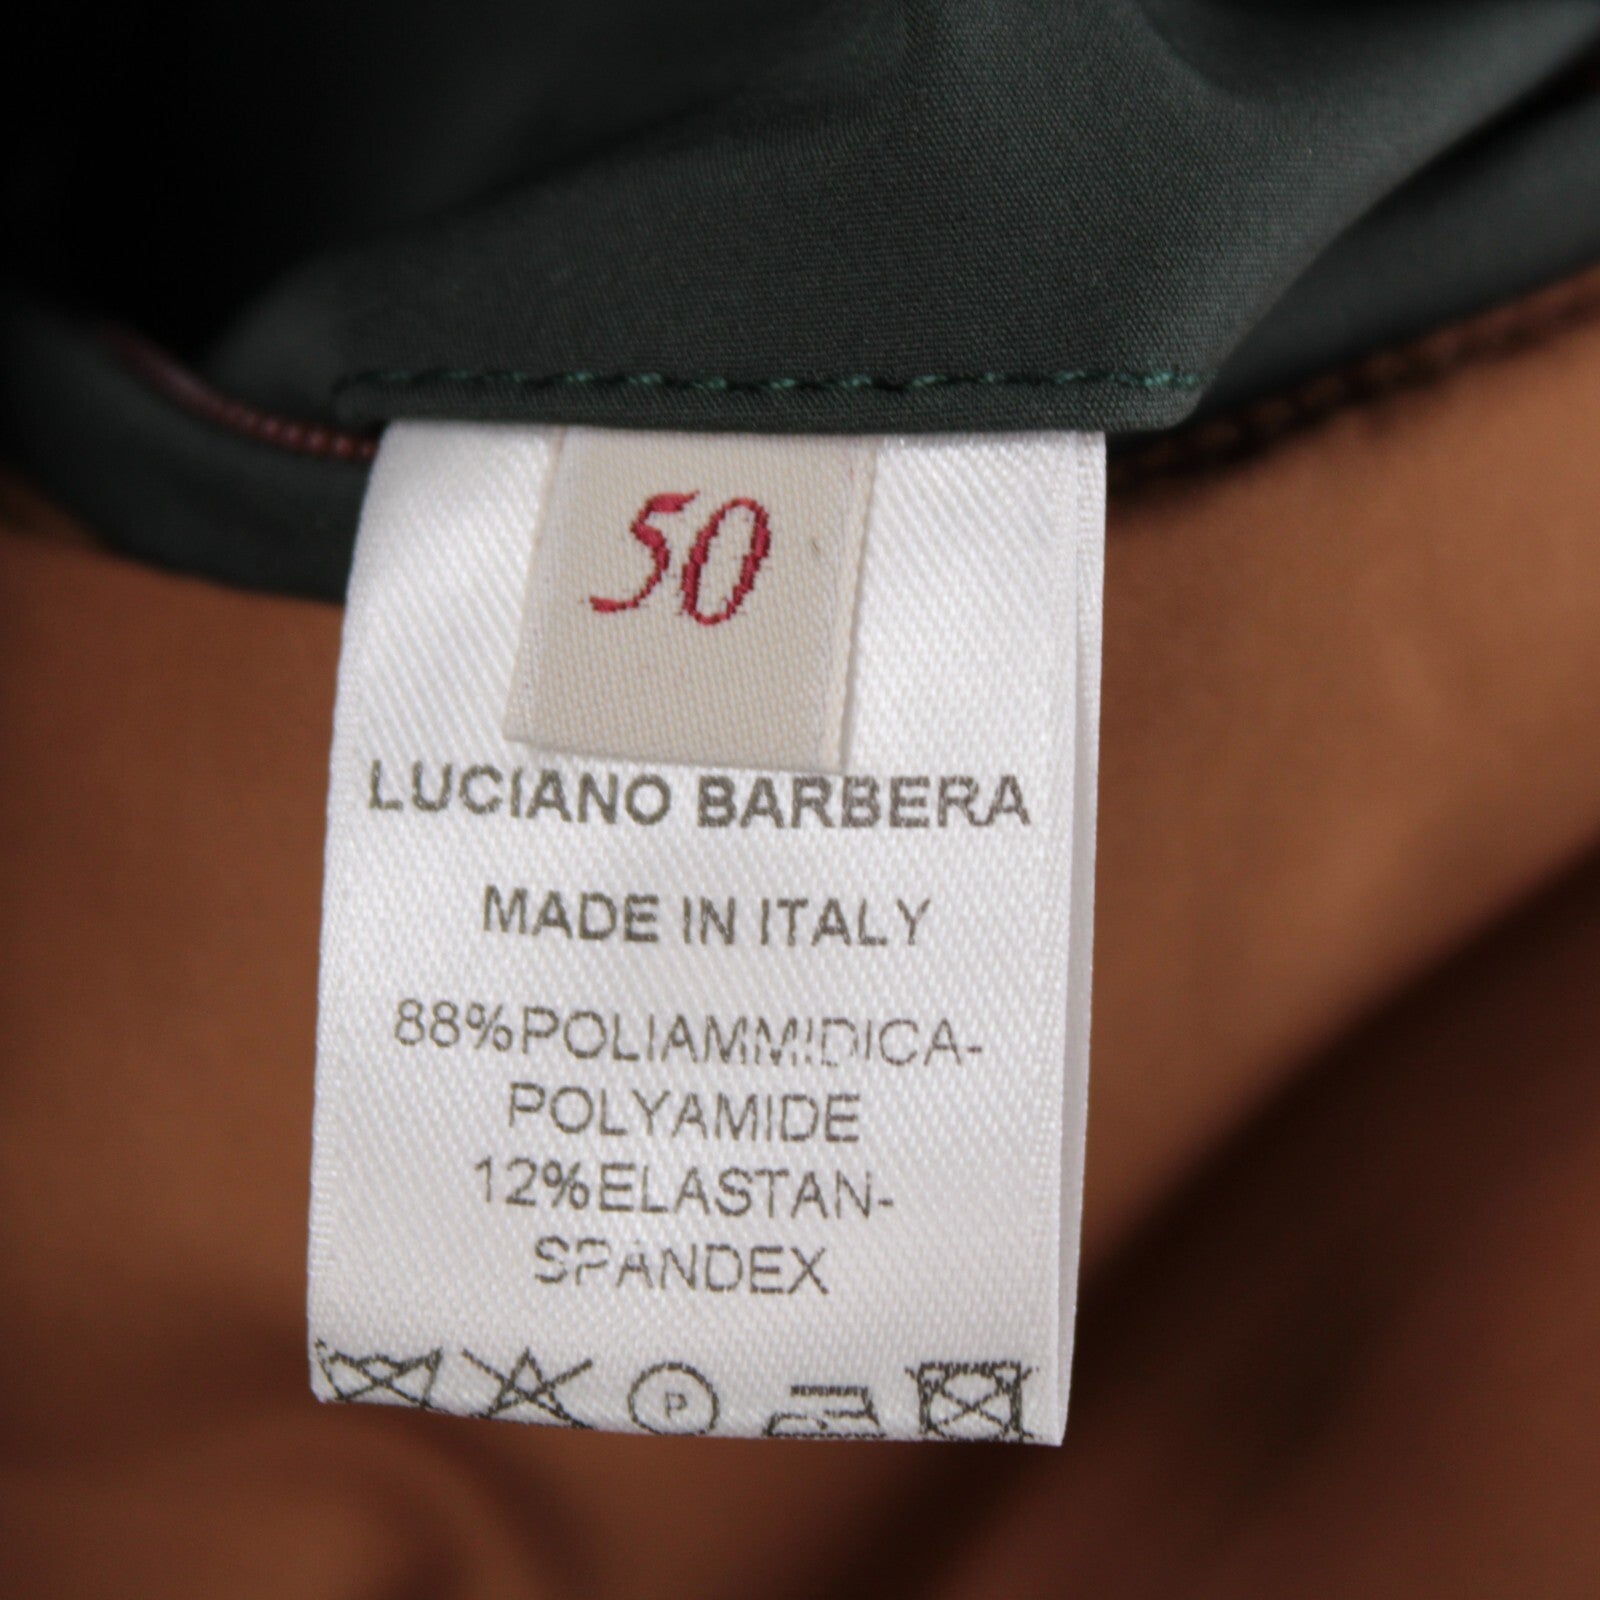 50
LUCIANO BARBERA
MADE IN ITALY
88%POLIAMMIDICA-
POLYAMIDE
12%ELASTAN-
SPANDEX
P